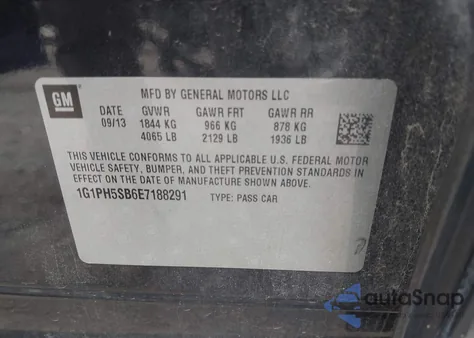 GM
MFD BY GENERAL MOTORS LLC
DATE GVWR GAWR FRT GAWR RR
09/13 1844 KG 966 KG 878 KG
4065 LB 2129 LB 1936 LB
THIS VEHICLE CONFORMS TO ALL APPLICABLE U.S. FEDERAL MOTOR
VEHICLE SAFETY, BUMPER, AND THEFT PREVENTION STANDARDS IN
EFFECT ON THE DATE OF MANUFACTURE SHOWN ABOVE.
1G1PH5SB6E7188291 TYPE: PASS CAR
autoSnap